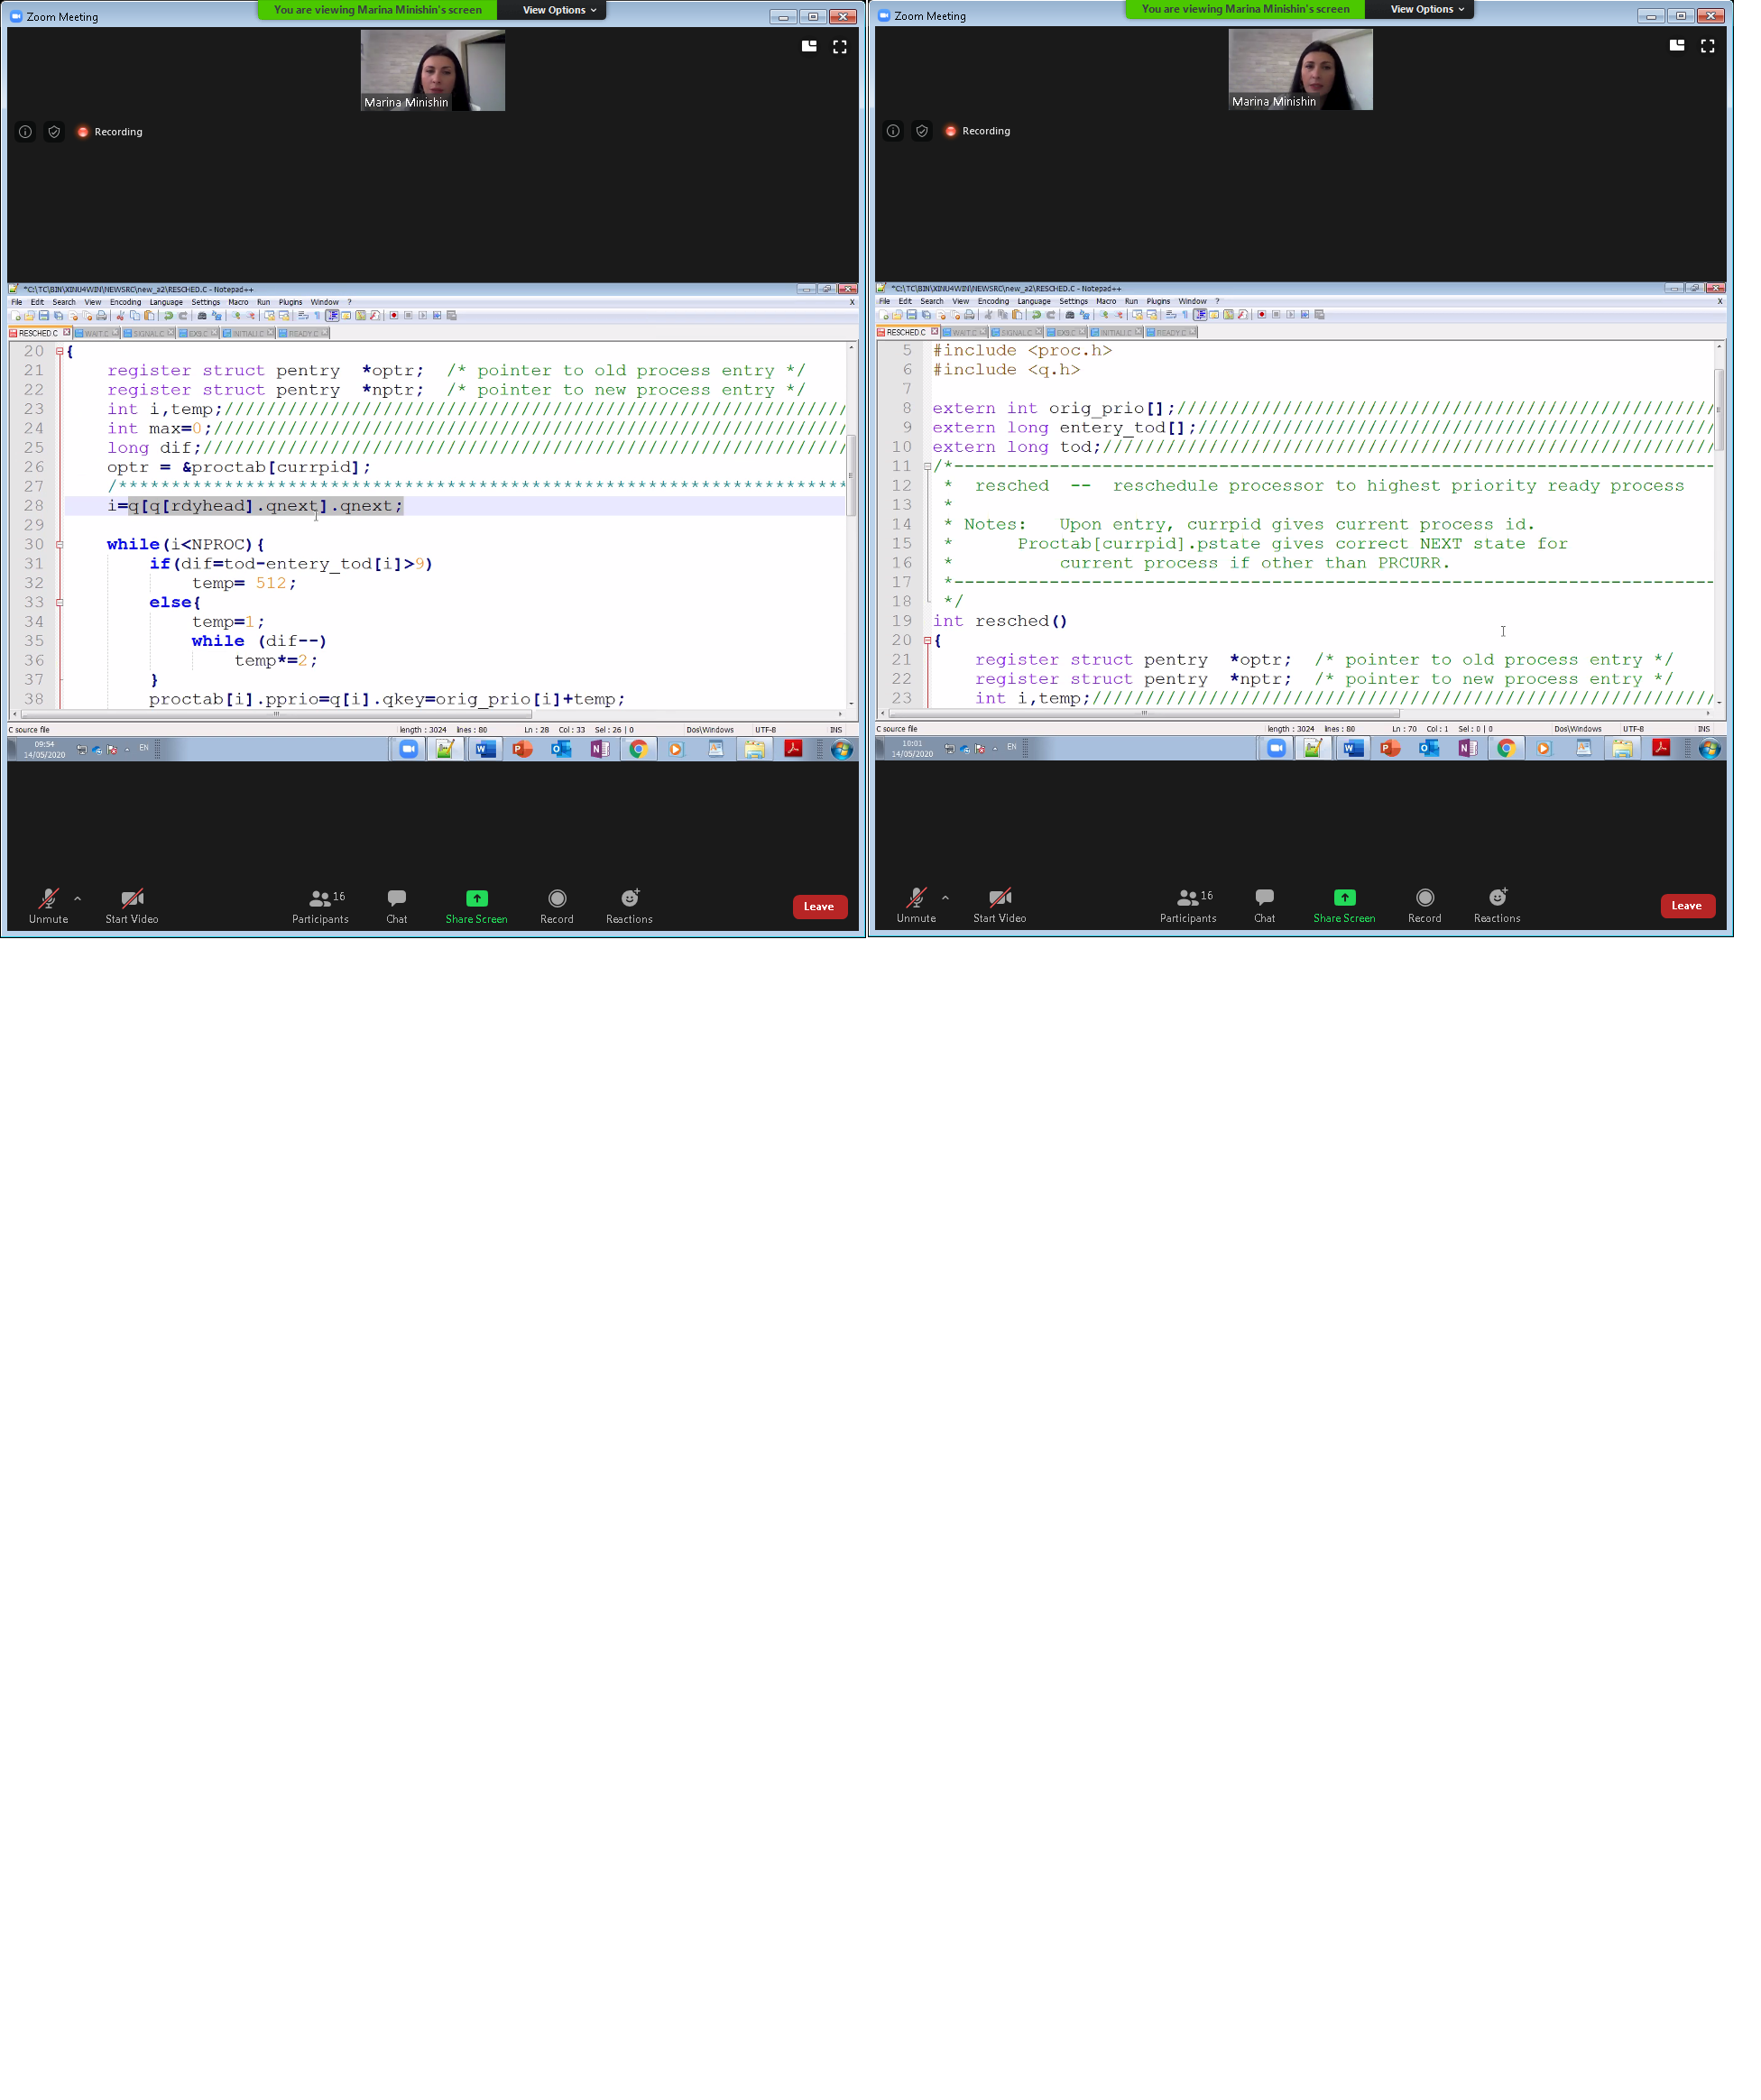 Zoom Meeting
You are viewing Marina Minishin's screen View Options
Marina Minishin
Recording
*C:\TC\BIN\XINU4WIN\NEWSRC\new_a2\RESCHED.C - Notepad++
File Edit Search View Encoding Language Settings Macro Run Plugins Window ? X
RESCHED.C WAIT.C SIGNAL.C EX9.C INITIALI.C READY.C
20 {
21 register struct pentry *optr; /* pointer to old process entry */
22 register struct pentry *nptr; /* pointer to new process entry */
23 int i,temp;///////////////////////////////////////////////////////////
24 int max=0;////////////////////////////////////////////////////////////
25 long dif;/////////////////////////////////////////////////////////////
26 optr = &proctab[currpid];
27 /*********************************************************************
28 i=q[q[rdyhead].qnext].qnext;
29
30 while(i<NPROC){
31 if(dif=tod-entery_tod[i]>9)
32 temp= 512;
33 else{
34 temp=1;
35 while (dif--)
36 temp*=2;
37 }
38 proctab[i].pprio=q[i].qkey=orig_prio[i]+temp;
C source file length : 3024 lines : 80 Ln : 28 Col : 33 Sel : 26 | 0 Dos\Windows UTF-8 INS
09:54
14/05/2020
EN
16
Unmute Start Video Participants Chat Share Screen Record Reactions Leave
Zoom Meeting
You are viewing Marina Minishin's screen View Options
Marina Minishin
Recording
*C:\TC\BIN\XINU4WIN\NEWSRC\new_a2\RESCHED.C - Notepad++
File Edit Search View Encoding Language Settings Macro Run Plugins Window ? X
RESCHED.C WAIT.C SIGNAL.C EX9.C INITIALI.C READY.C
5 #include <proc.h>
6 #include <q.h>
7
8 extern int orig_prio[];///////////////////////////////////////////////////
9 extern long entery_tod[];/////////////////////////////////////////////////
10 extern long tod;//////////////////////////////////////////////////////////
11 /*------------------------------------------------------------------------
12 * resched -- reschedule processor to highest priority ready process
13 *
14 * Notes: Upon entry, currpid gives current process id.
15 * Proctab[currpid].pstate gives correct NEXT state for
16 * current process if other than PRCURR.
17 *------------------------------------------------------------------------
18 */
19 int resched()
20 {
21 register struct pentry *optr; /* pointer to old process entry */
22 register struct pentry *nptr; /* pointer to new process entry */
23 int i,temp;///////////////////////////////////////////////////////////
C source file length : 3024 lines : 80 Ln : 70 Col : 1 Sel : 0 | 0 Dos\Windows UTF-8 INS
10:01
14/05/2020
EN
16
Unmute Start Video Participants Chat Share Screen Record Reactions Leave